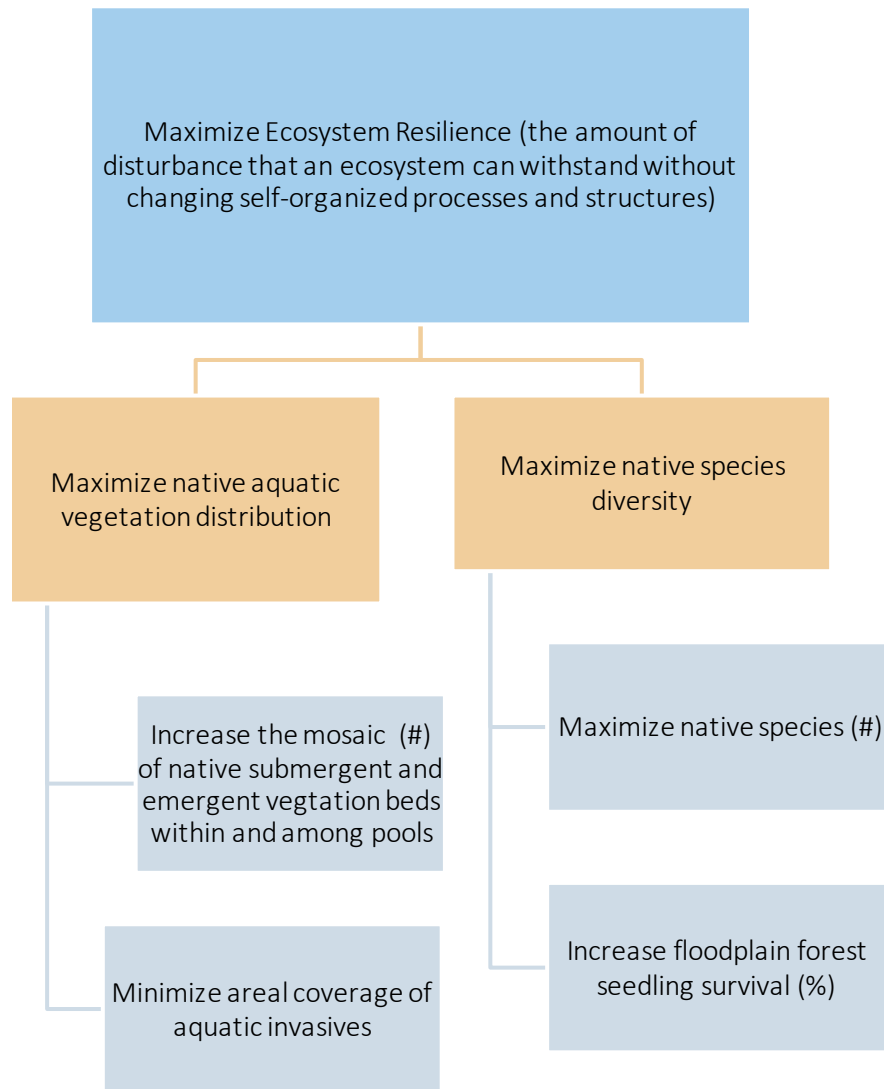 Maximize Ecosystem Resilience (the amount of
disturbance that an ecosystem can withstand without
changing self-organized processes and structures)
Maximize native aquatic
vegetation distribution
Maximize native species
diversity
Increase the mosaic (#)
of native submergent and
emergent vegtation beds
within and among pools
Maximize native species (#)
Minimize areal coverage of
aquatic invasives
Increase floodplain forest
seedling survival (%)